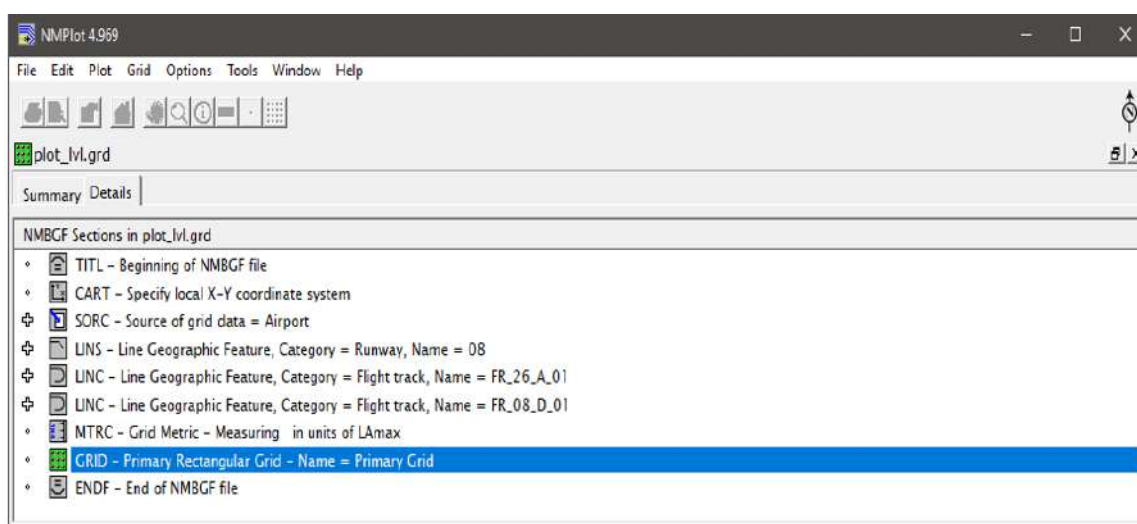 NMPlot 4.969
File Edit Plot Grid Options Tools Window Help
plot_lvl.grd
Summary Details
NMBGF Sections in plot_lvl.grd
TITL – Beginning of NMBGF file
CART – Specify local X-Y coordinate system
SORC – Source of grid data = Airport
LINS – Line Geographic Feature, Category = Runway, Name = 08
LINC – Line Geographic Feature, Category = Flight track, Name = FR_26_A_01
LINC – Line Geographic Feature, Category = Flight track, Name = FR_08_D_01
MTRC – Grid Metric – Measuring in units of LAmax
GRID – Primary Rectangular Grid – Name = Primary Grid
ENDF – End of NMBGF file